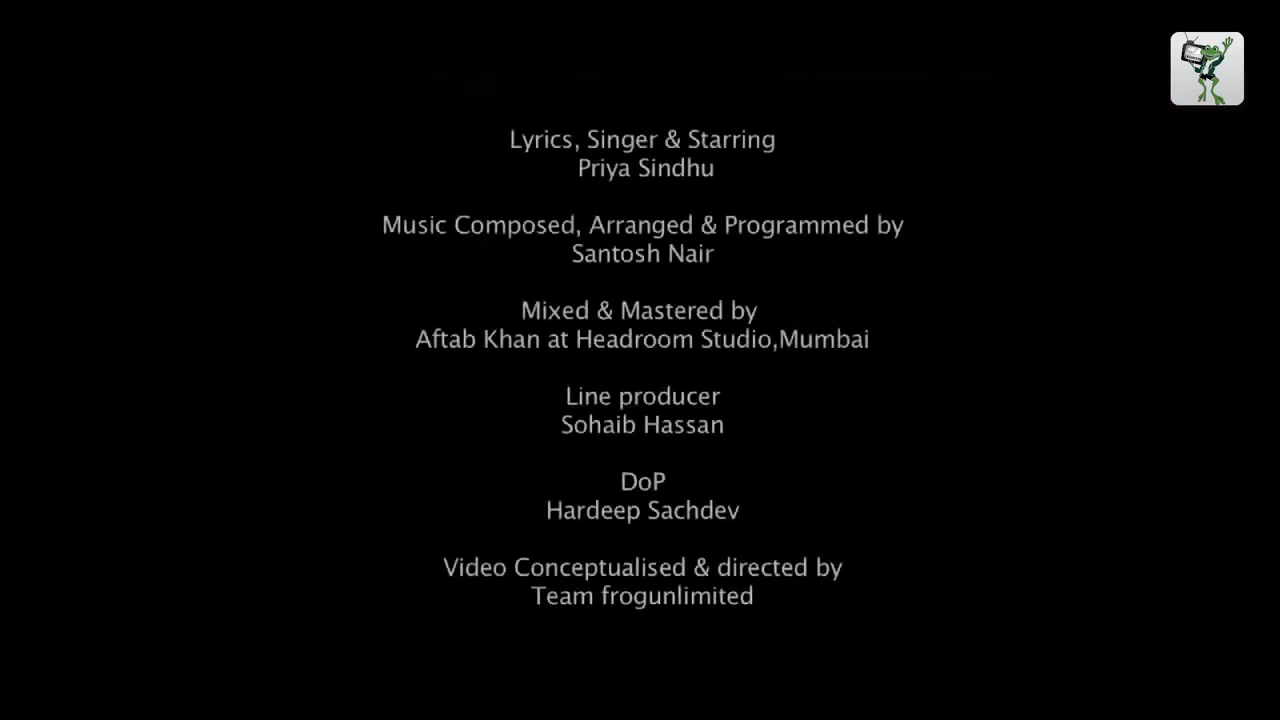 Lyrics, Singer & Starring
Priya Sindhu
Music Composed, Arranged & Programmed by
Santosh Nair
Mixed & Mastered by
Aftab Khan at Headroom Studio,Mumbai
Line producer
Sohaib Hassan
DoP
Hardeep Sachdev
Video Conceptualised & directed by
Team frogunlimited